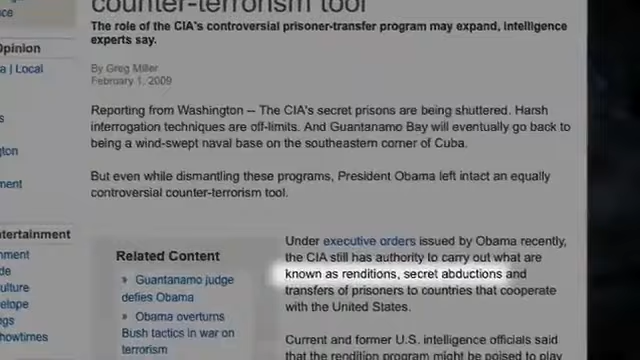 counter-terrorism tool
The role of the CIA's controversial prisoner-transfer program may expand, intelligence
experts say.
By Greg Miller
February 1, 2009
Reporting from Washington -- The CIA's secret prisons are being shuttered. Harsh
interrogation techniques are off-limits. And Guantanamo Bay will eventually go back to
being a wind-swept naval base on the southeastern corner of Cuba.
But even while dismantling these programs, President Obama left intact an equally
controversial counter-terrorism tool.
Under executive orders issued by Obama recently,
the CIA still has authority to carry out what are
known as renditions, secret abductions and
transfers of prisoners to countries that cooperate
with the United States.
Current and former U.S. intelligence officials said
that the rendition program might be poised to play
Related Content
» Guantanamo judge
defies Obama
» Obama overturns
Bush tactics in war on
terrorism
Opinion
| Local